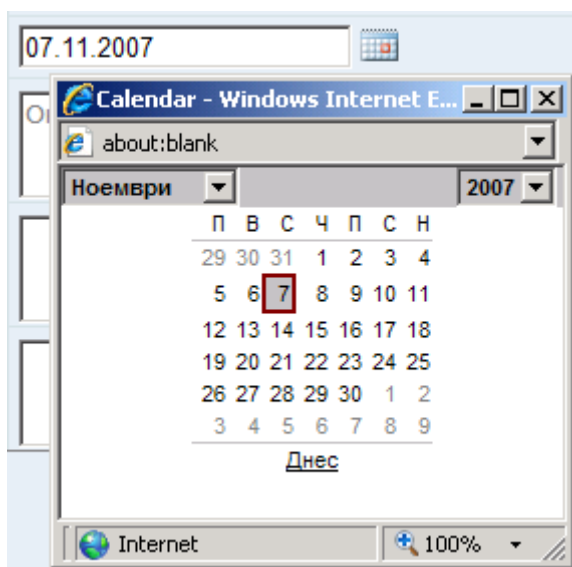 07.11.2007
Calendar - Windows Internet E...
about:blank
Ноември 2007
П В С Ч П С Н
29 30 31 1 2 3 4
5 6 7 8 9 10 11
12 13 14 15 16 17 18
19 20 21 22 23 24 25
26 27 28 29 30 1 2
3 4 5 6 7 8 9
Днес
Internet 100%